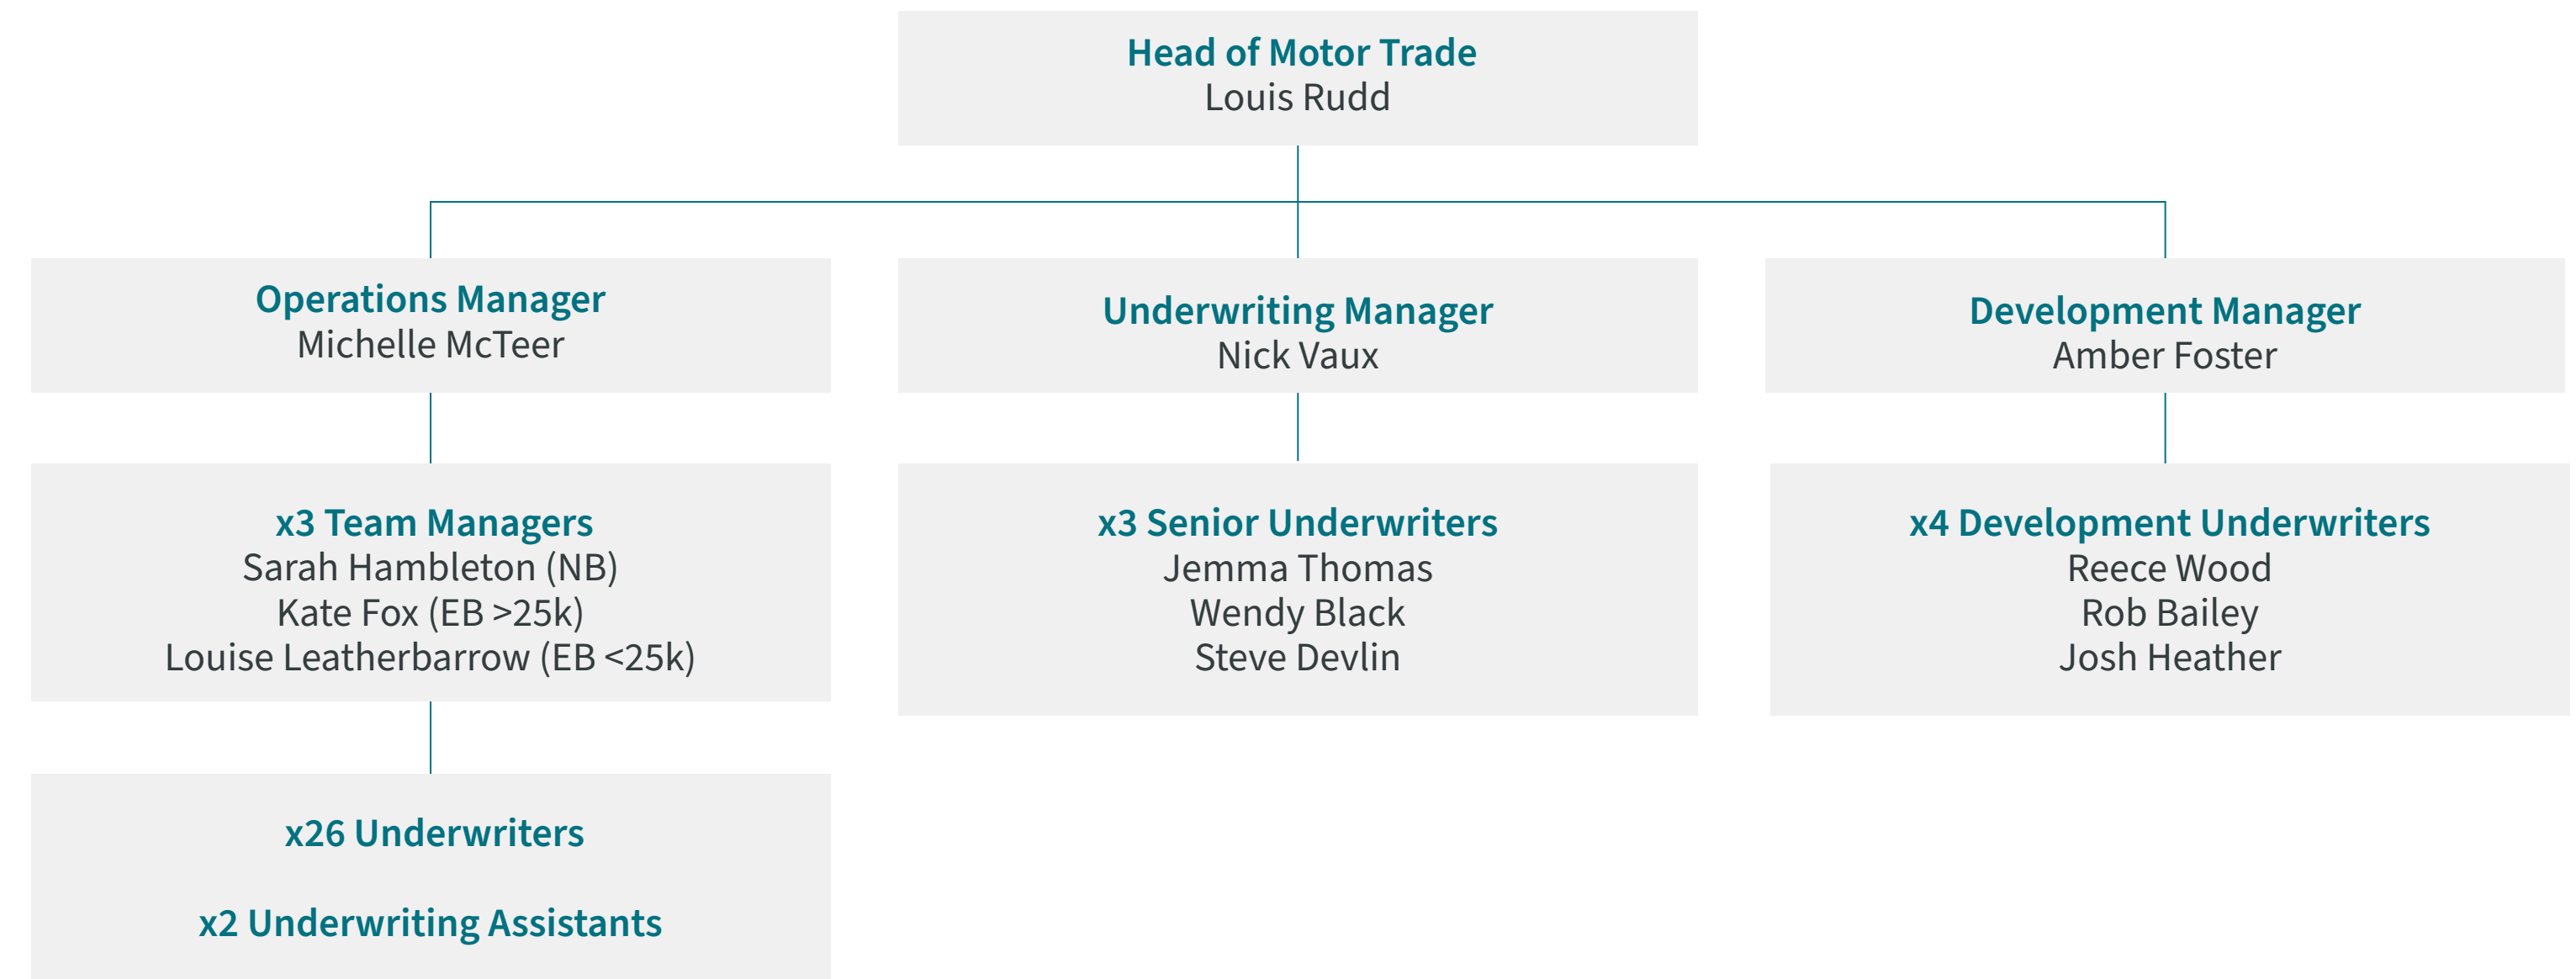 Head of Motor Trade
Louis Rudd
Operations Manager
Michelle McTeer
Underwriting Manager
Nick Vaux
Development Manager
Amber Foster
x3 Team Managers
Sarah Hambleton (NB)
Kate Fox (EB >25k)
Louise Leatherbarrow (EB <25k)
x3 Senior Underwriters
Jemma Thomas
Wendy Black
Steve Devlin
x4 Development Underwriters
Reece Wood
Rob Bailey
Josh Heather
x26 Underwriters
x2 Underwriting Assistants